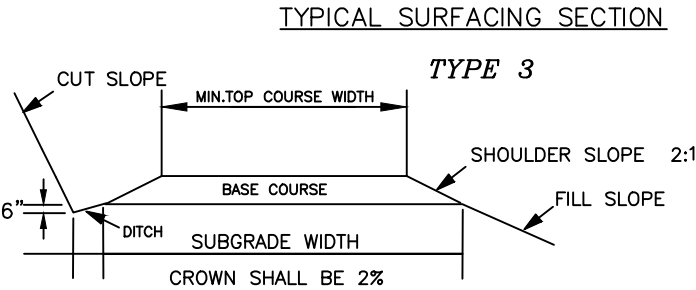 TYPICAL SURFACING SECTION
TYPE 3
CUT SLOPE
MIN.TOP COURSE WIDTH
SHOULDER SLOPE 2:1
BASE COURSE
FILL SLOPE
6"
DITCH
SUBGRADE WIDTH
CROWN SHALL BE 2%